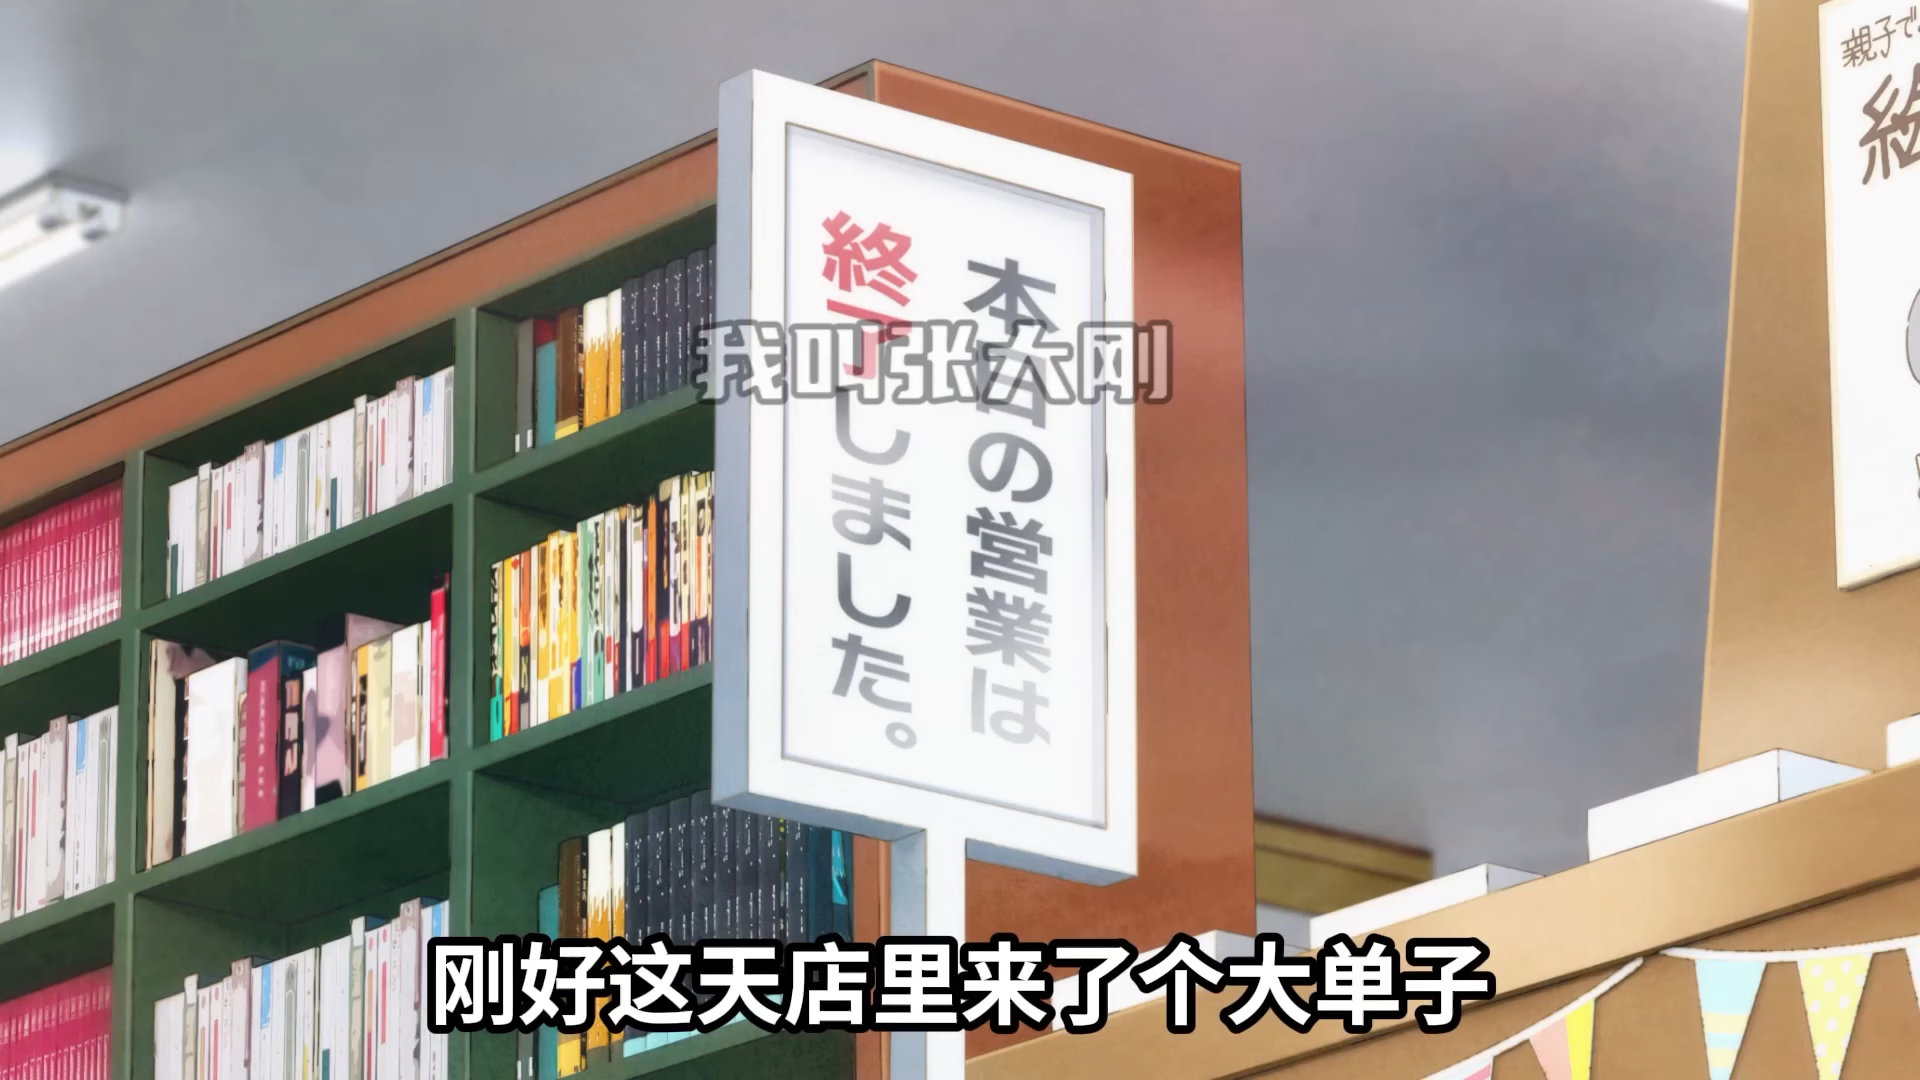 本日の営業は
終了しました。
親子で
絵
我叫张大刚
刚好这天店里来了个大单子